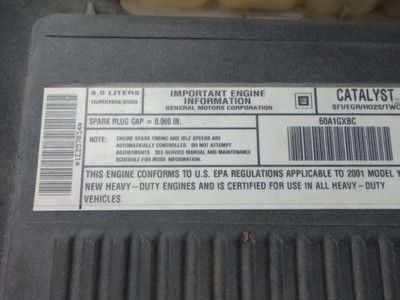 6.0 LITERS
1GMXH06.0503
IMPORTANT ENGINE
INFORMATION
GENERAL MOTORS CORPORATION
GM
CATALYST
SFI/EGR/HO2S/TWC
SPARK PLUG GAP = 0.060 IN.
60A1GXBC
NOTE:
ENGINE SPARK TIMING AND IDLE SPEEDS ARE
AUTOMATICALLY CONTROLLED. DO NOT ATTEMPT
ADJUSTMENTS. SEE SERVICE MANUAL, AND MAINTENANCE
SCHEDULE FOR ADDITIONAL INFORMATION.
THIS ENGINE CONFORMS TO U.S. EPA REGULATIONS APPLICABLE TO 2001 MODEL Y
NEW HEAVY-DUTY ENGINES AND IS CERTIFIED FOR USE IN HEAVY-DUTY
VEHICLES.